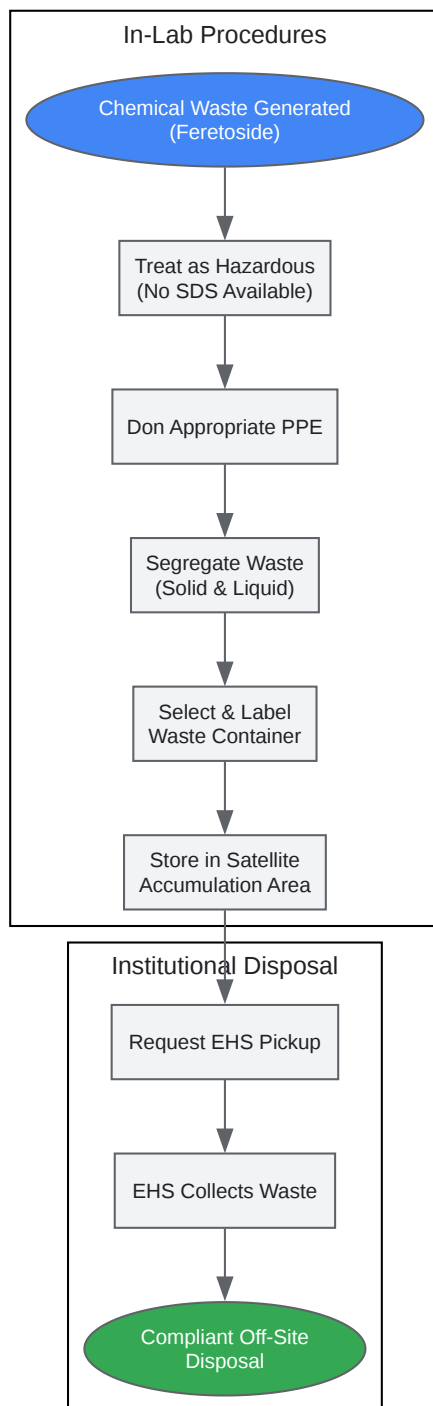 In-Lab Procedures
Chemical Waste Generated
(Feretoside)
Treat as Hazardous
(No SDS Available)
Don Appropriate PPE
Segregate Waste
(Solid & Liquid)
Select & Label
Waste Container
Store in Satellite
Accumulation Area
Institutional Disposal
Request EHS Pickup
EHS Collects Waste
Compliant Off-Site
Disposal